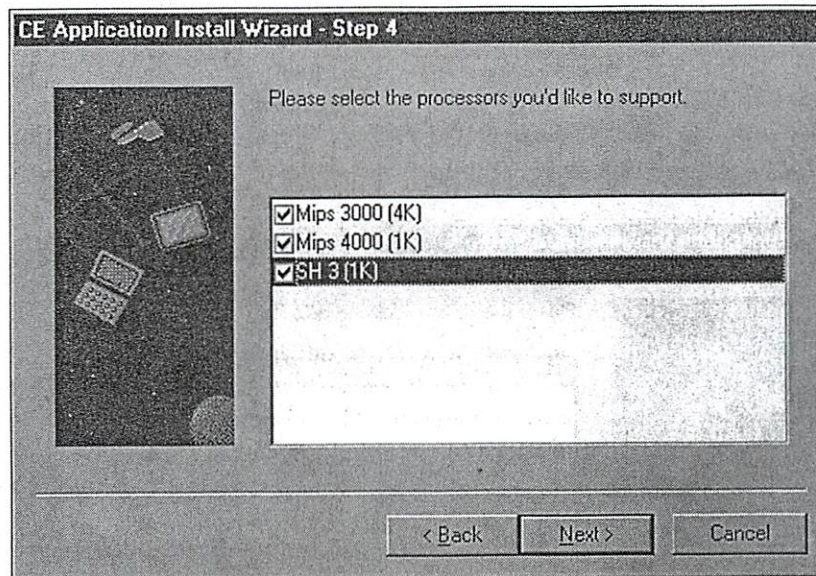 CE Application Install Wizard - Step 4
Please select the processors you'd like to support.
Mips 3000 (4K)
Mips 4000 (1K)
SH 3 (1K)
< Back
Next >
Cancel